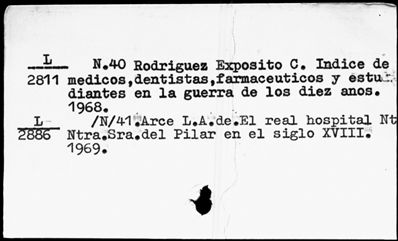 L N.40 Rodriguez Exposito C. Indice de
2811 medicos,dentistas,farmaceuticos y estu
diantes en la guerra de los diez anos.
1968.
L /N/41.Arce L.A.de.El real hospital Nt
2886 Ntra.Sra.del Pilar en el siglo XVIII.
1969.